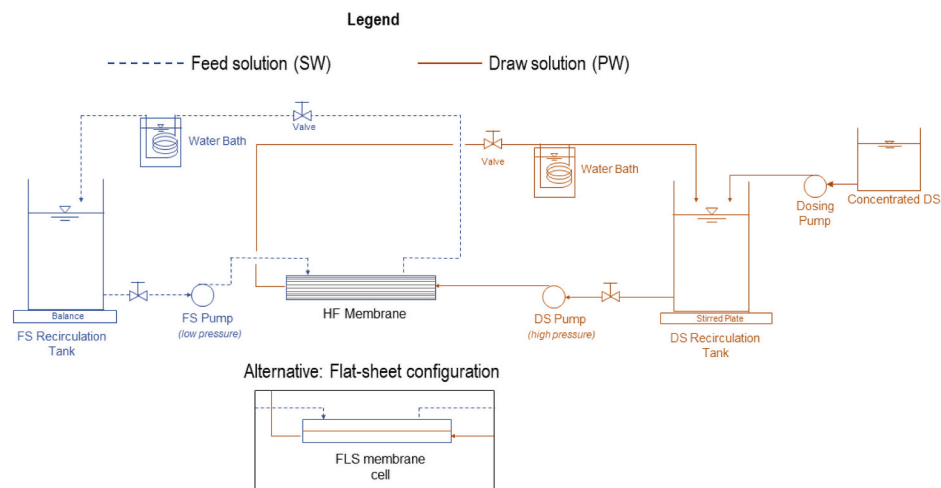 Legend
Feed solution (SW)
Draw solution (PW)
Valve
Water Bath
Valve
Water Bath
Dosing
Pump
Concentrated DS
Balance
FS Recirculation
Tank
FS Pump
(low pressure)
HF Membrane
DS Pump
(high pressure)
Stirred Plate
DS Recirculation
Tank
Alternative: Flat-sheet configuration
FLS membrane
cell